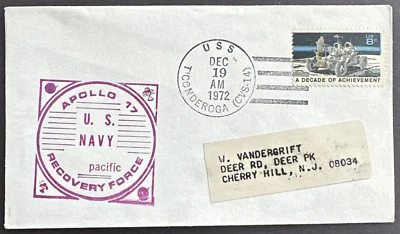 USS
DEC
19
AM
1972
TICONDEROGA (CVS-14)
US
8c
A DECADE OF ACHIEVEMENT
APOLLO 17
U. S.
NAVY
pacific
RECOVERY FORCE
W. VANDERGRIFT
DEER RD, DEER PK
CHERRY HILL, N.J. 08034